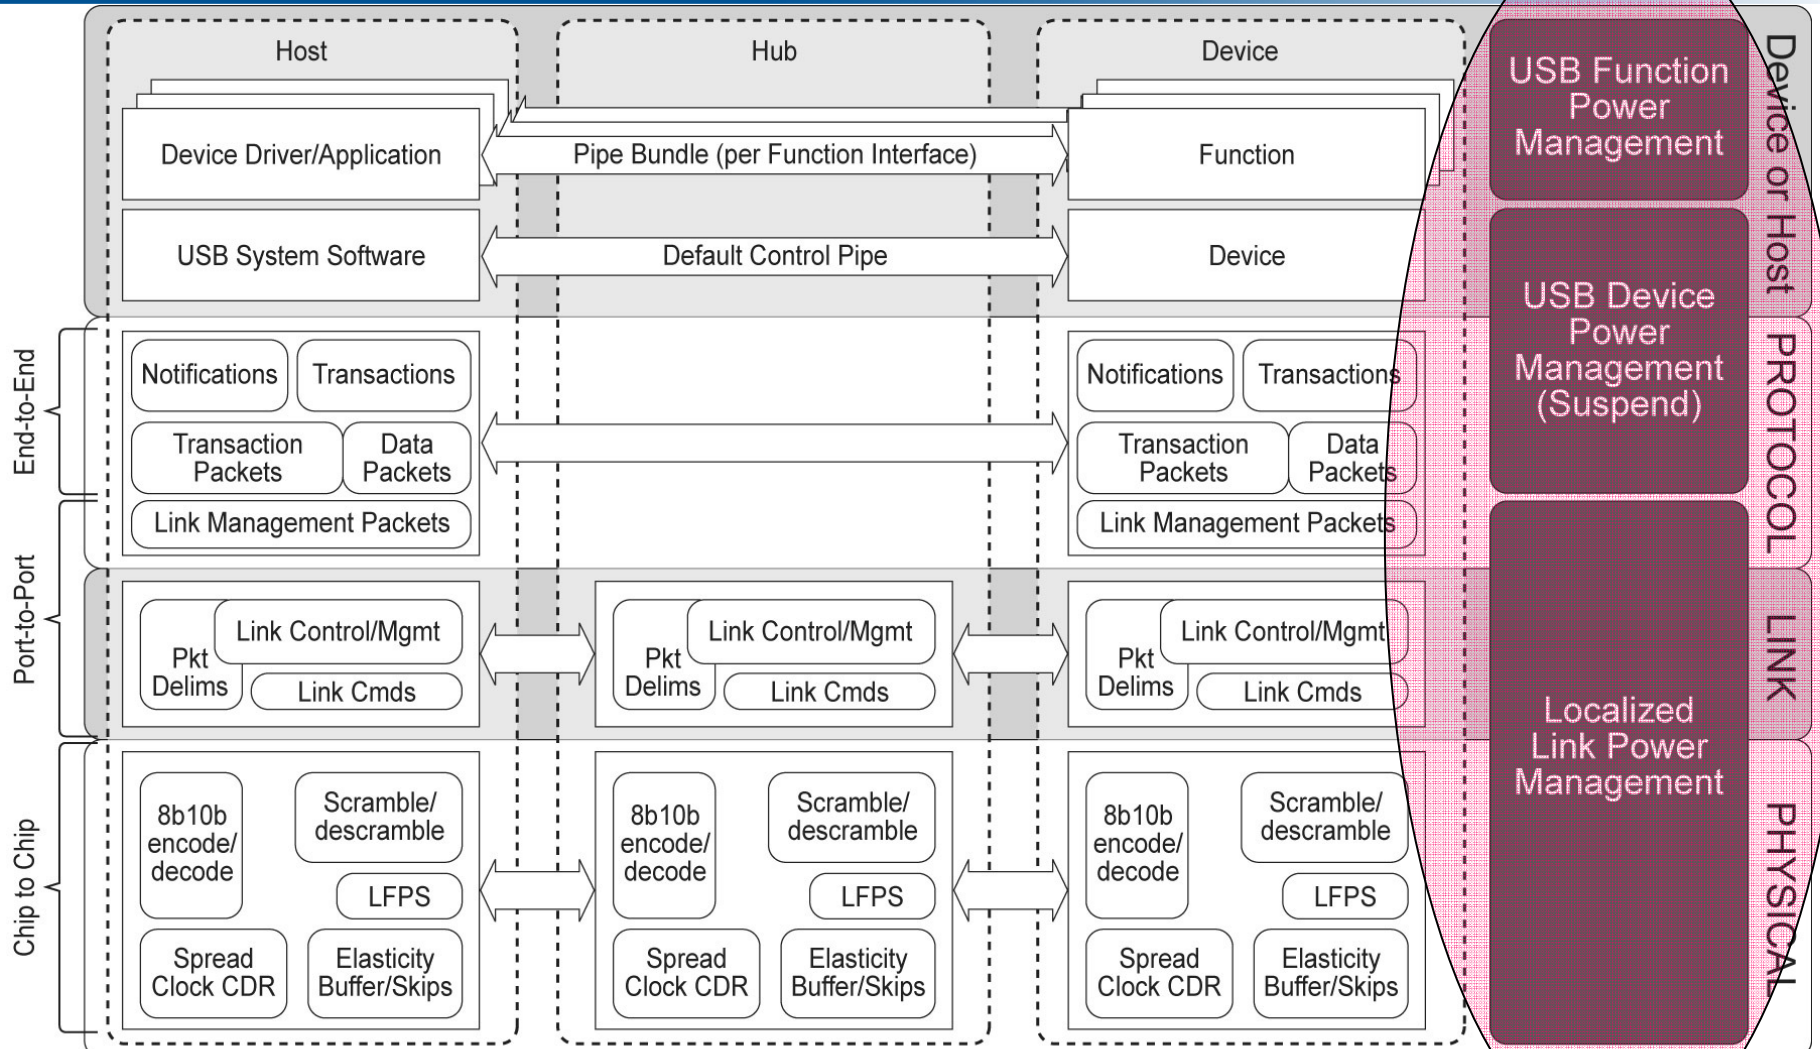 Host
Hub
Device
Device Driver/Application
Pipe Bundle (per Function Interface)
Function
USB System Software
Default Control Pipe
Device
USB Function
Power
Management
USB Device
Power
Management
(Suspend)
Localized
Link Power
Management
Device or Host
PROTOCOL
LINK
PHYSICAL
End-to-End
Port-to-Port
Chip to Chip
Notifications
Transactions
Transaction
Packets
Data
Packets
Link Management Packets
Notifications
Transactions
Transaction
Packets
Data
Packets
Link Management Packets
Link Control/Mgmt
Pkt
Delims
Link Cmds
Link Control/Mgmt
Pkt
Delims
Link Cmds
Link Control/Mgmt
Pkt
Delims
Link Cmds
8b10b
encode/
decode
Scramble/
descramble
LFPS
Spread
Clock CDR
Elasticity
Buffer/Skips
8b10b
encode/
decode
Scramble/
descramble
LFPS
Spread
Clock CDR
Elasticity
Buffer/Skips
8b10b
encode/
decode
Scramble/
descramble
LFPS
Spread
Clock CDR
Elasticity
Buffer/Skips